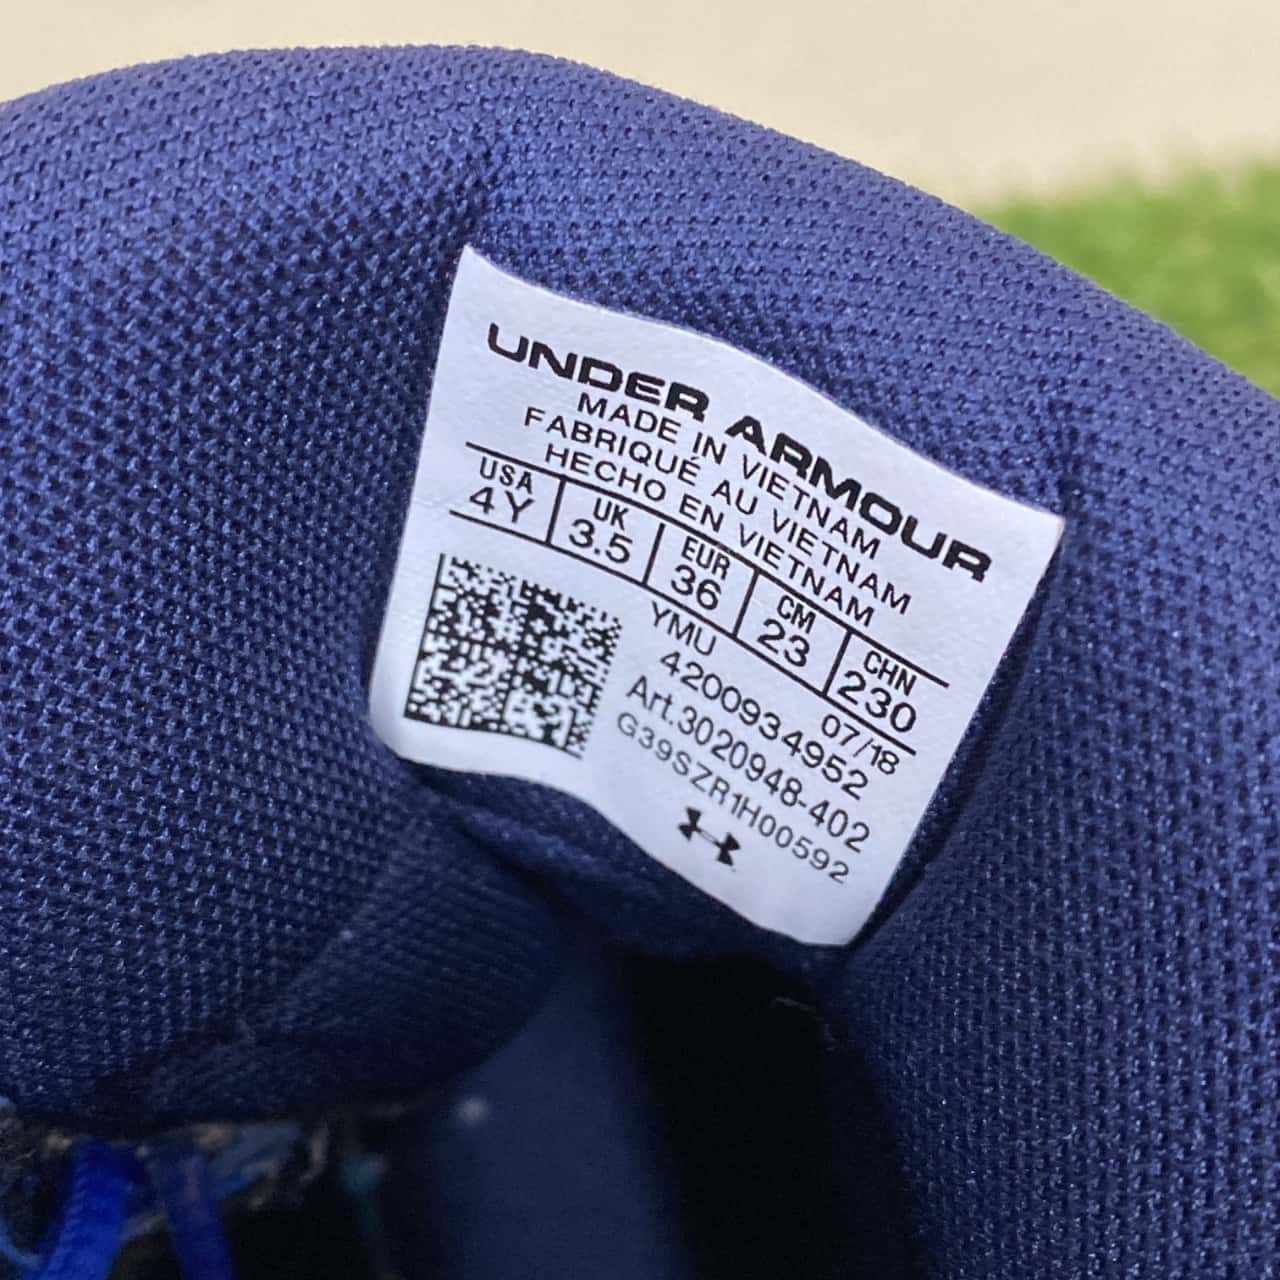 UNDER ARMOUR
MADE IN VIETNAM
FABRIQUÉ AU VIETNAM
HECHO EN VIETNAM
USA UK EUR CM CHN
4Y 3.5 36 23 230
YMU 07/18
4200934952
Art.3020948-402
G39SZR1H00592